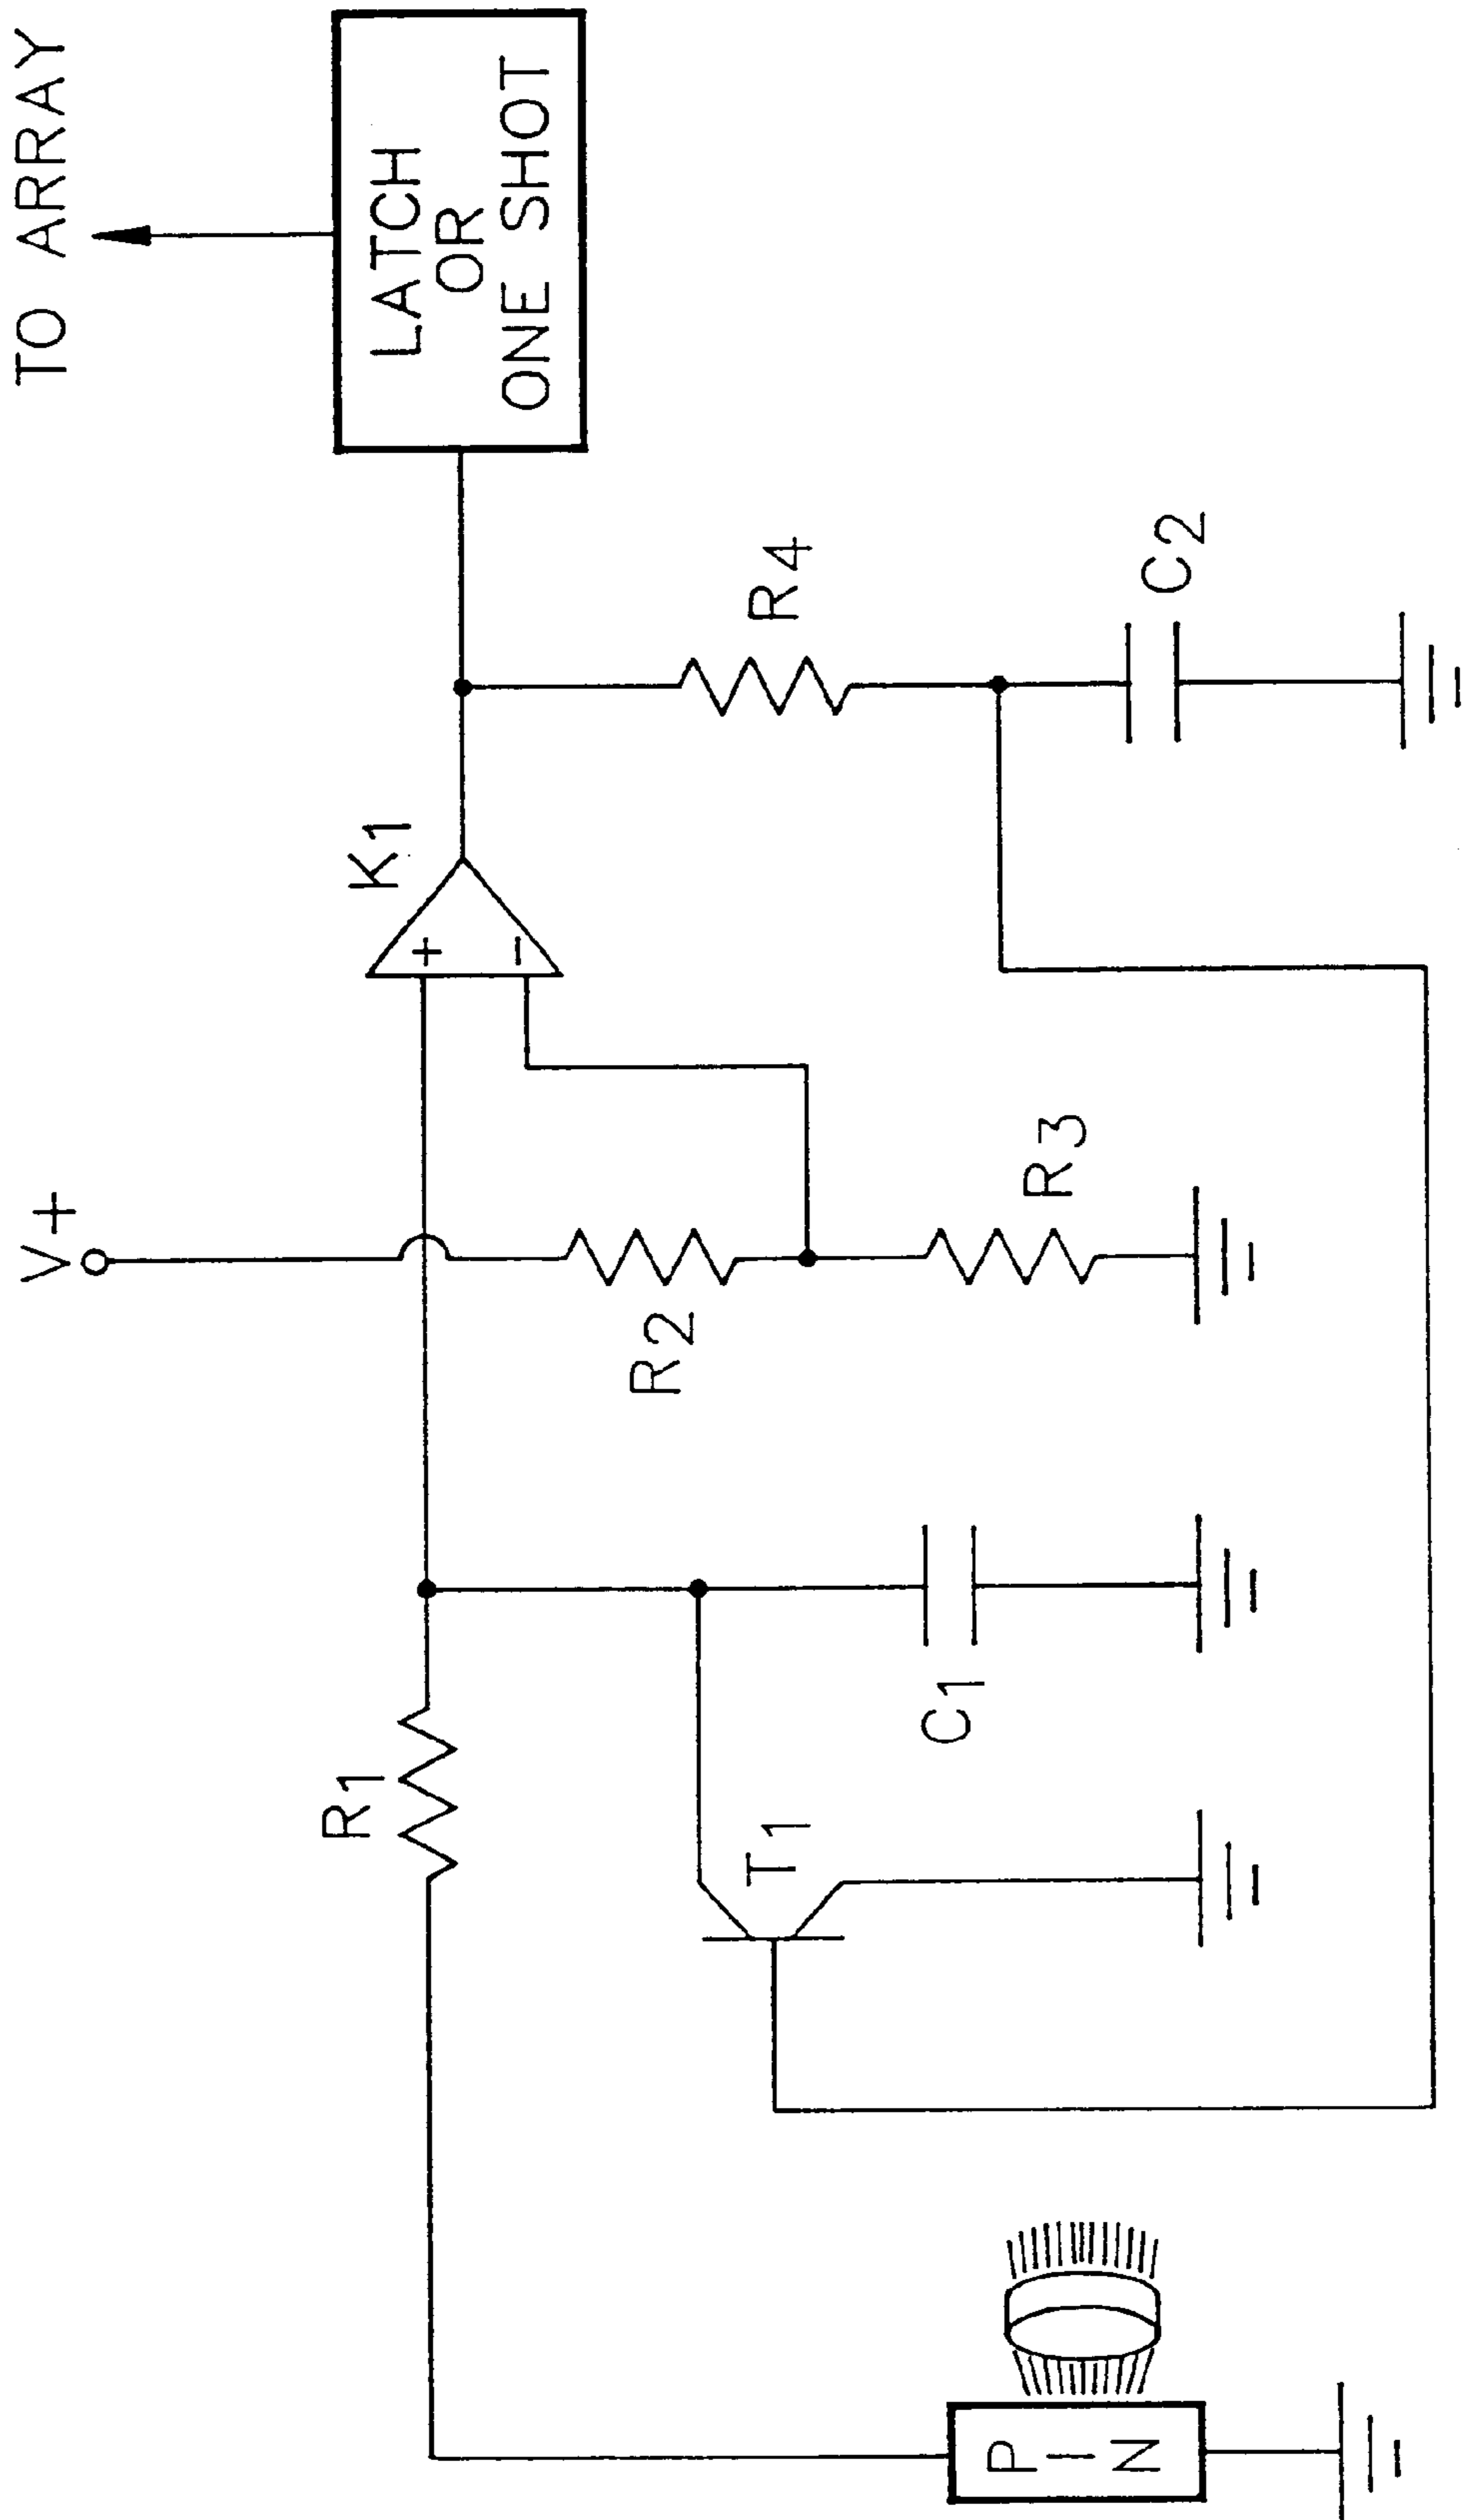 TO ARRAY
LATCH
OR
ONE SHOT
V+
K1
+
−
R1
R2
R4
R3
C2
C1
T1
P-I-N